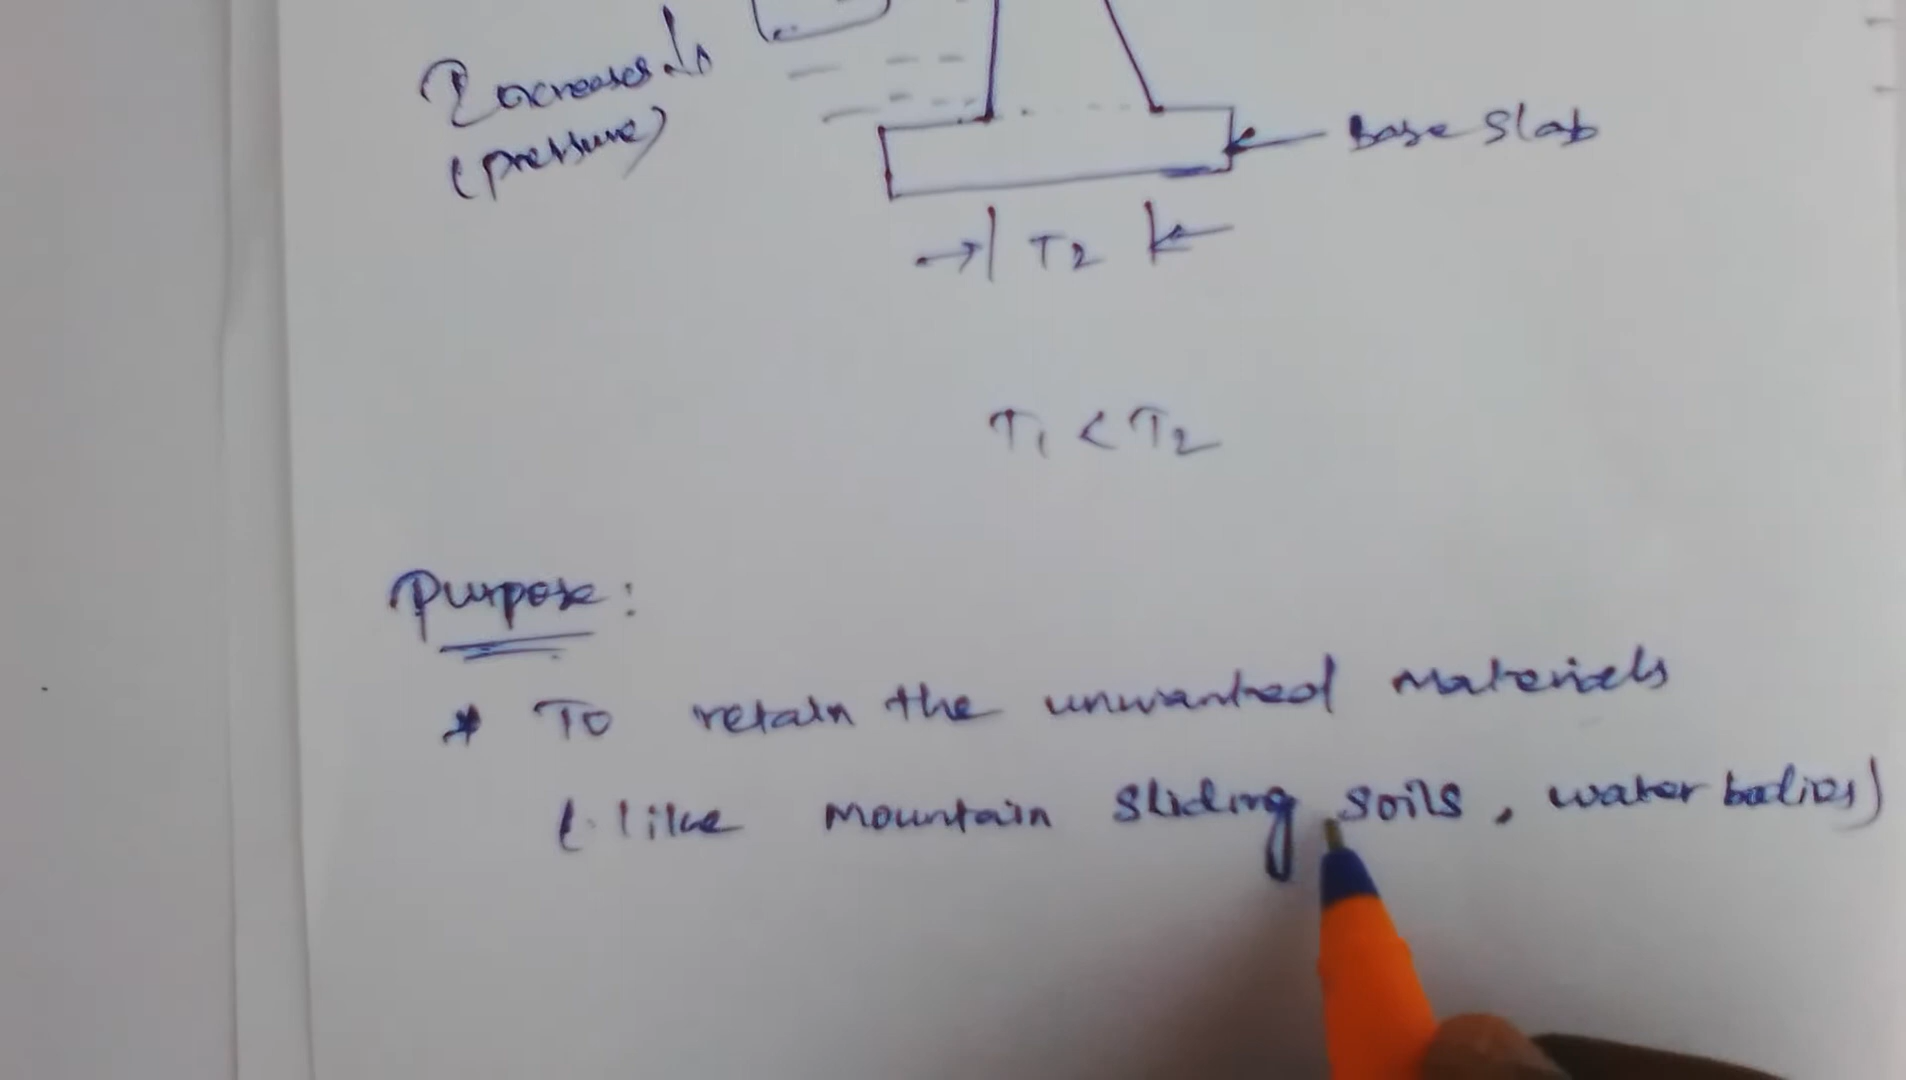 Increases
(pressure)
Base Slab
T2
T1 < T2
Purpose:
* To retain the unwanted materials
(like mountain sliding soils, water bodies)